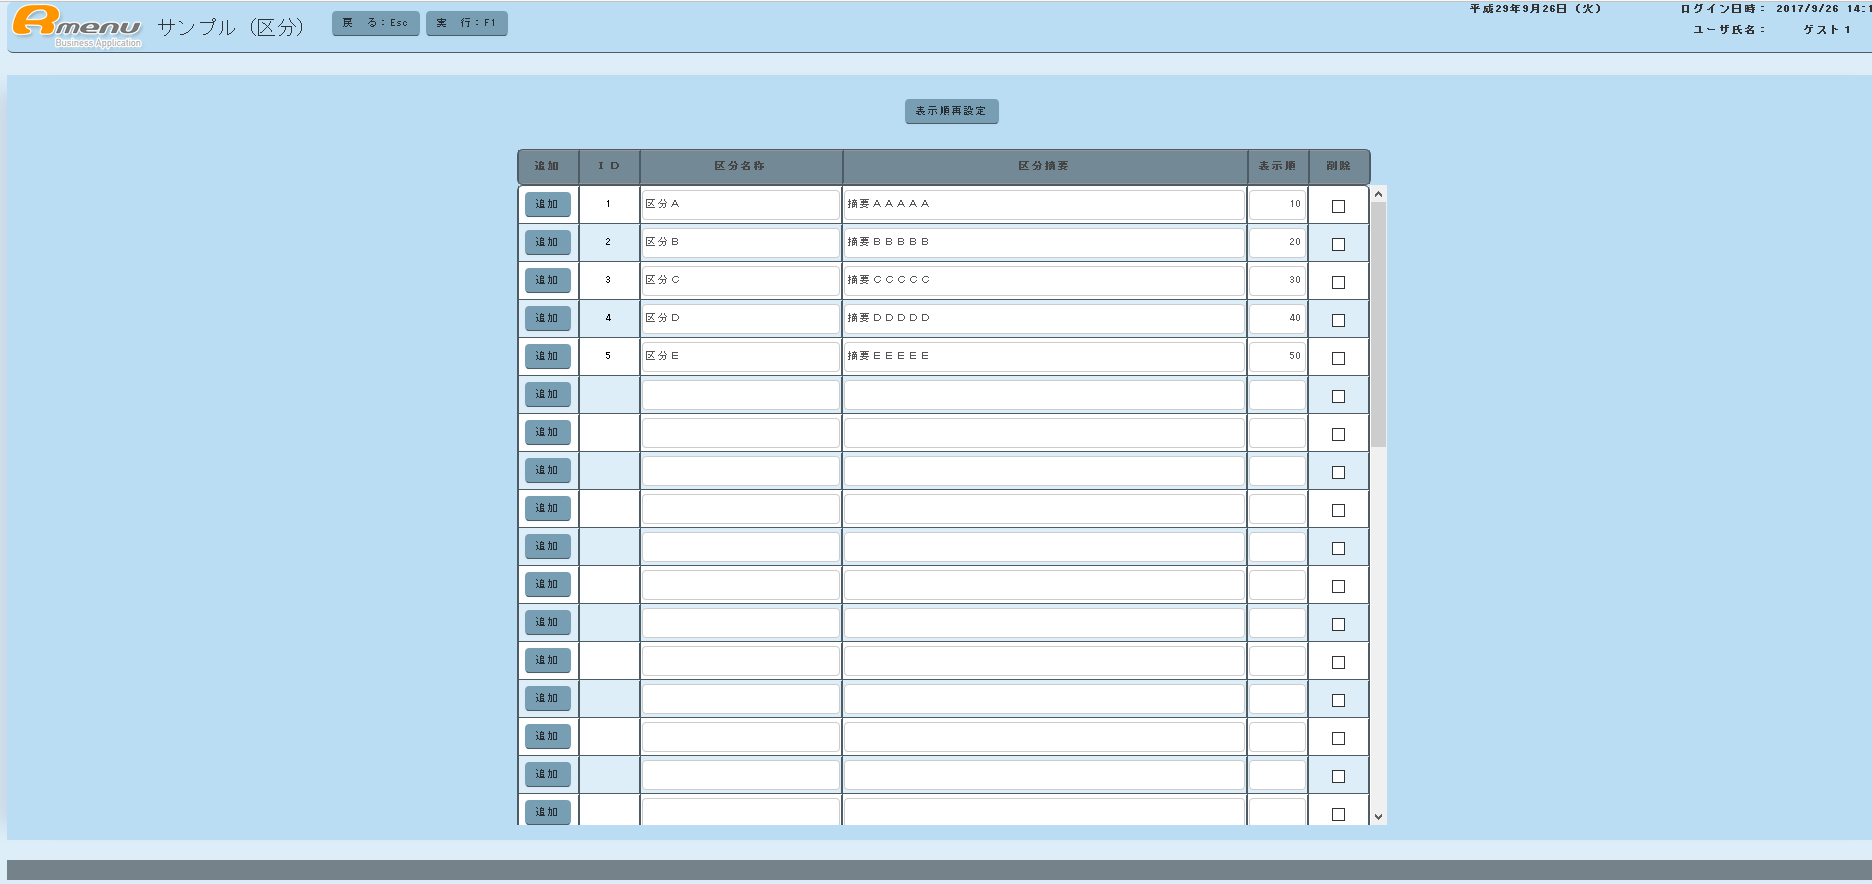 Rmenu
Business Application
サンプル（区分）
戻　る：Esc
実　行：F1
平成29年9月26日（火）
ログイン日時： 2017/9/26 14:1
ユーザ氏名： ゲスト１
表示順再設定
追加 ＩＤ 区分名称 区分摘要 表示順 削除
追加 1 区分Ａ 摘要ＡＡＡＡＡ 10
追加 2 区分Ｂ 摘要ＢＢＢＢＢ 20
追加 3 区分Ｃ 摘要ＣＣＣＣＣ 30
追加 4 区分Ｄ 摘要ＤＤＤＤＤ 40
追加 5 区分Ｅ 摘要ＥＥＥＥＥ 50
追加
追加
追加
追加
追加
追加
追加
追加
追加
追加
追加
追加